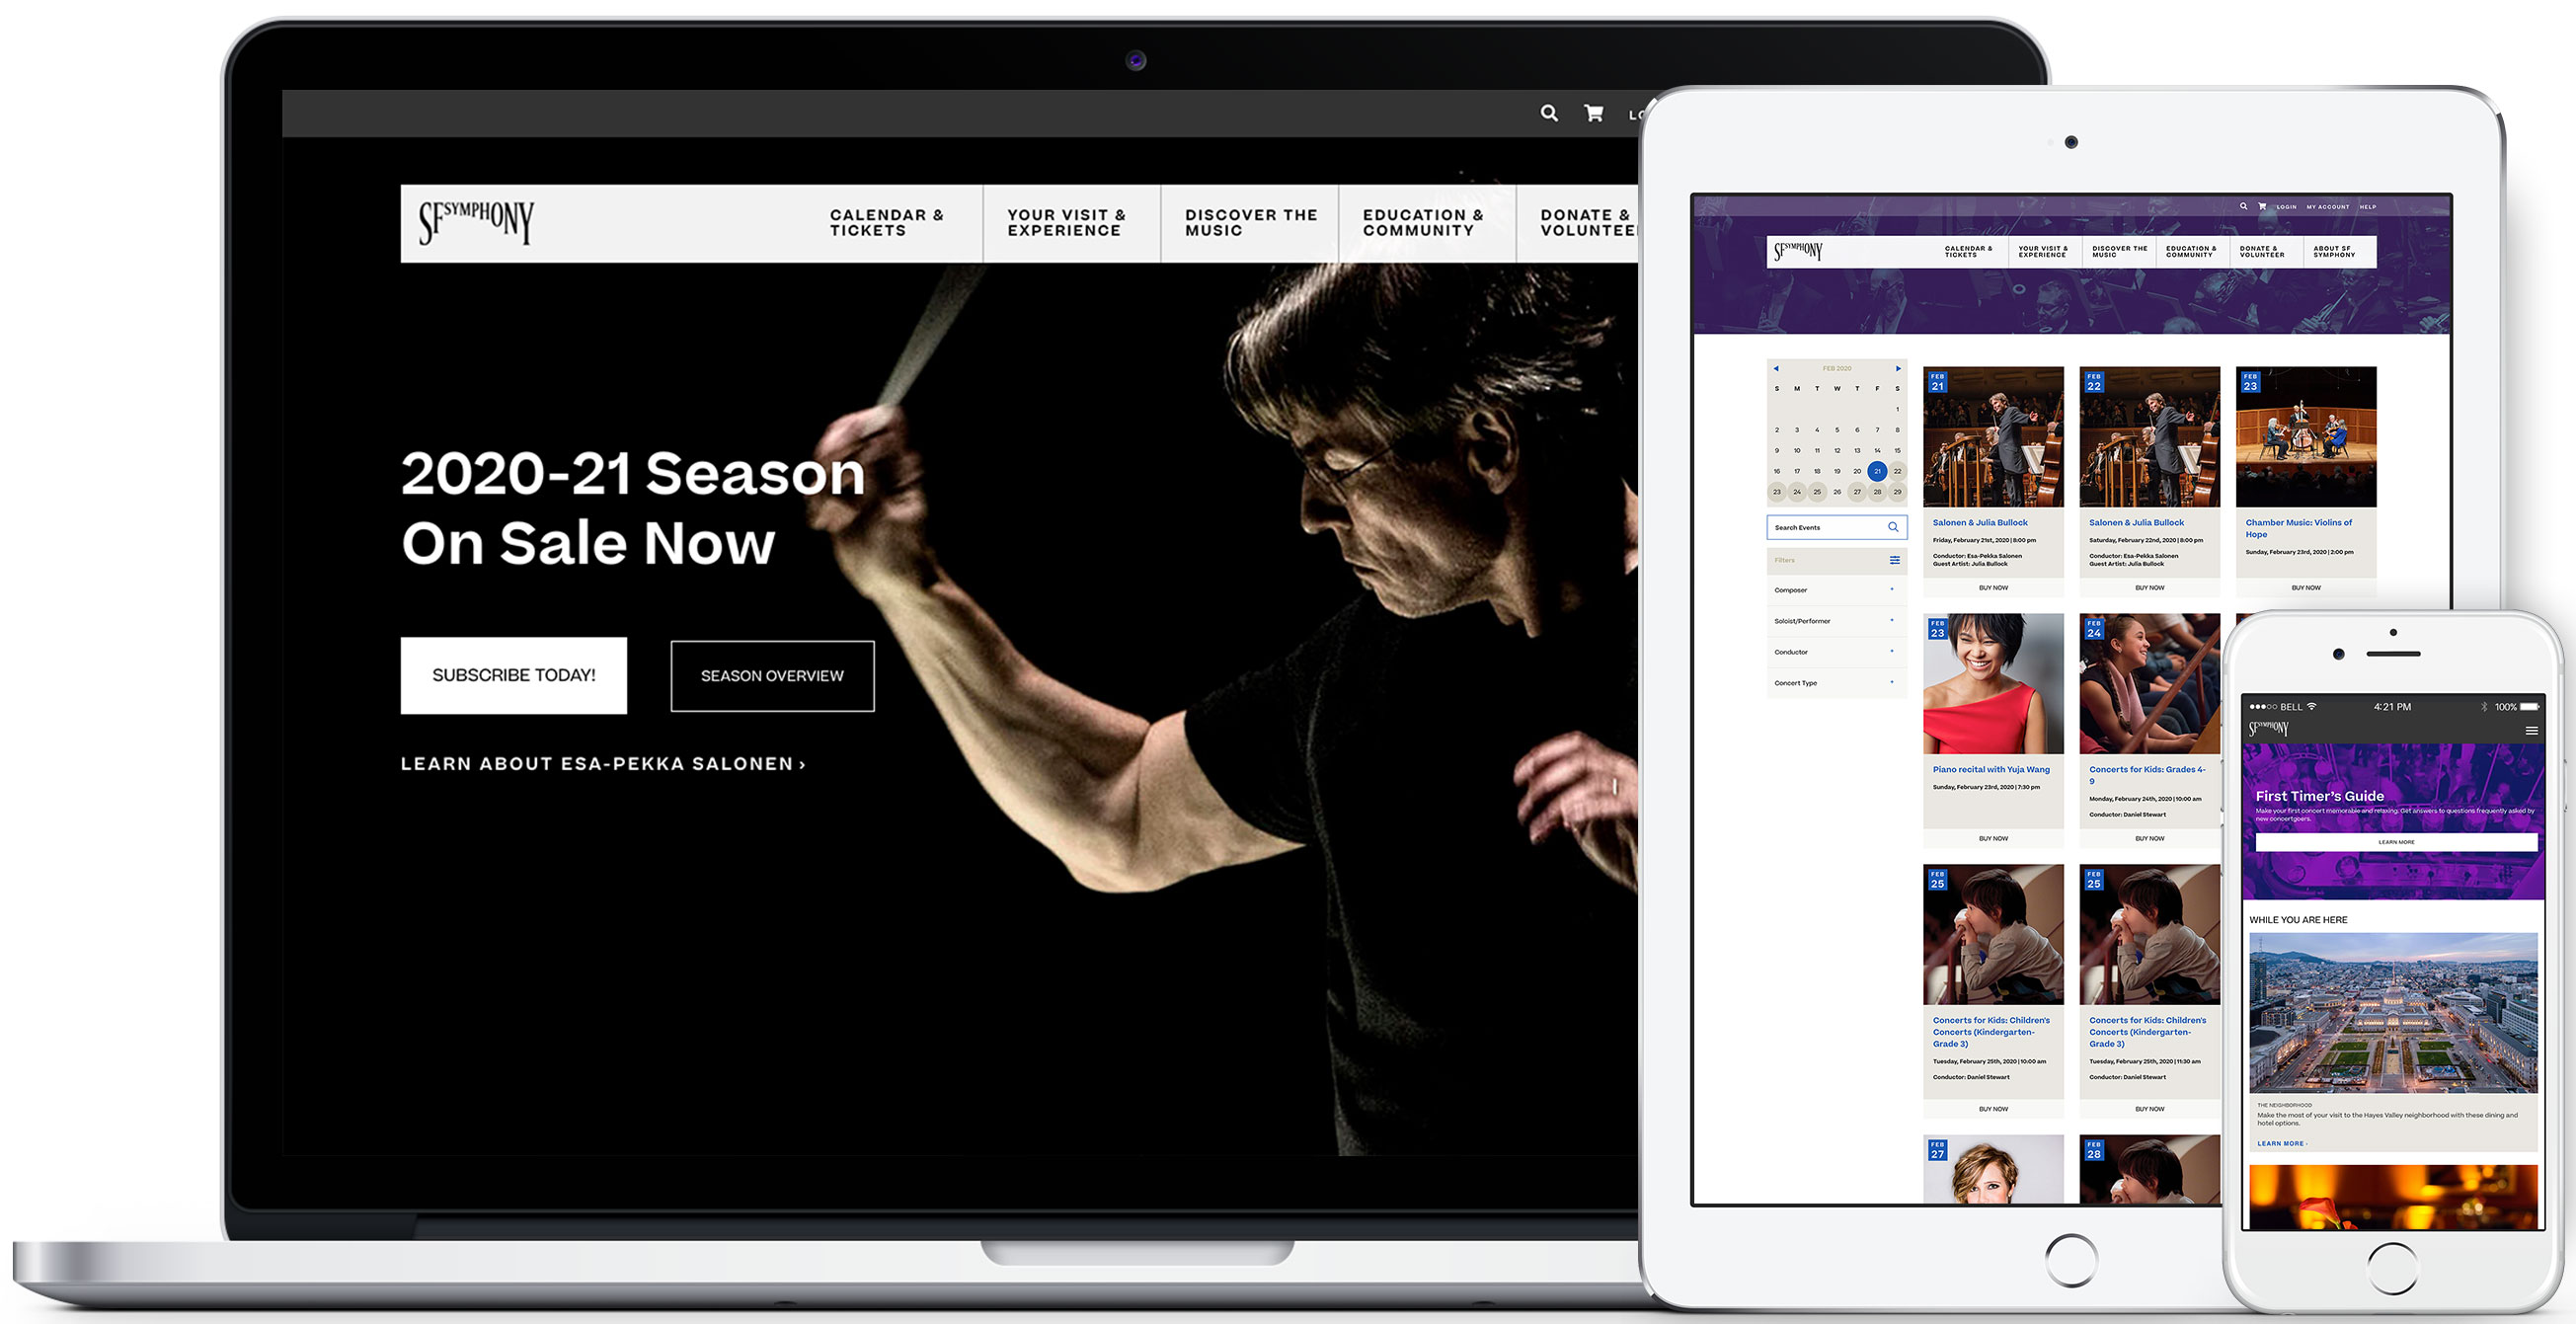 LO
SFSYMPHONY
CALENDAR &
TICKETS
YOUR VISIT &
EXPERIENCE
DISCOVER THE
MUSIC
EDUCATION &
COMMUNITY
DONATE &
VOLUNTEE
2020-21 Season
On Sale Now
SUBSCRIBE TODAY!
SEASON OVERVIEW
LEARN ABOUT ESA-PEKKA SALONEN ›
LOGIN MY ACCOUNT HELP
SFSYMPHONY
CALENDAR &
TICKETS
YOUR VISIT &
EXPERIENCE
DISCOVER THE
MUSIC
EDUCATION &
COMMUNITY
DONATE &
VOLUNTEER
ABOUT SF
SYMPHONY
FEB 2020
S M T W T F S
1
2 3 4 5 6 7 8
9 10 11 12 13 14 15
16 17 18 19 20 21 22
23 24 25 26 27 28 29
Search Events
Filters
Composer +
Soloist/Performer +
Conductor +
Concert Type +
FEB
21
Salonen & Julia Bullock
Friday, February 21st, 2020 | 8:00 pm
Conductor: Esa-Pekka Salonen
Guest Artist: Julia Bullock
BUY NOW
FEB
22
Salonen & Julia Bullock
Saturday, February 22nd, 2020 | 8:00 pm
Conductor: Esa-Pekka Salonen
Guest Artist: Julia Bullock
BUY NOW
FEB
23
Chamber Music: Violins of
Hope
Sunday, February 23rd, 2020 | 2:00 pm
BUY NOW
FEB
23
Piano recital with Yuja Wang
Sunday, February 23rd, 2020 | 7:30 pm
BUY NOW
FEB
24
Concerts for Kids: Grades 4-
9
Monday, February 24th, 2020 | 10:00 am
Conductor: Daniel Stewart
BUY NOW
FEB
25
Concerts for Kids: Children's
Concerts (Kindergarten-
Grade 3)
Tuesday, February 25th, 2020 | 10:00 am
Conductor: Daniel Stewart
BUY NOW
FEB
25
Concerts for Kids: Children's
Concerts (Kindergarten-
Grade 3)
Tuesday, February 25th, 2020 | 11:30 am
Conductor: Daniel Stewart
BUY NOW
FEB
27
FEB
28
BELL 4:21 PM 100%
SFSYMPHONY
First Timer's Guide
Make your first concert memorable and relaxing: Get answers to questions frequently asked by
new concertgoers.
LEARN MORE
WHILE YOU ARE HERE
THE NEIGHBORHOOD
Make the most of your visit to the Hayes Valley neighborhood with these dining and
hotel options.
LEARN MORE ›